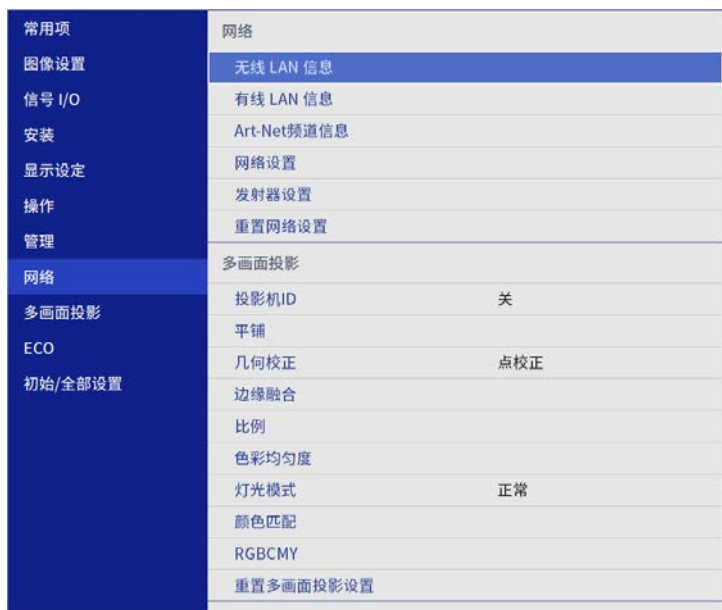 常用项
图像设置
信号 I/O
安装
显示设定
操作
管理
网络
多画面投影
ECO
初始/全部设置
网络
无线 LAN 信息
有线 LAN 信息
Art-Net频道信息
网络设置
发射器设置
重置网络设置
多画面投影
投影机ID 关
平铺
几何校正 点校正
边缘融合
比例
色彩均匀度
灯光模式 正常
颜色匹配
RGBCMY
重置多画面投影设置